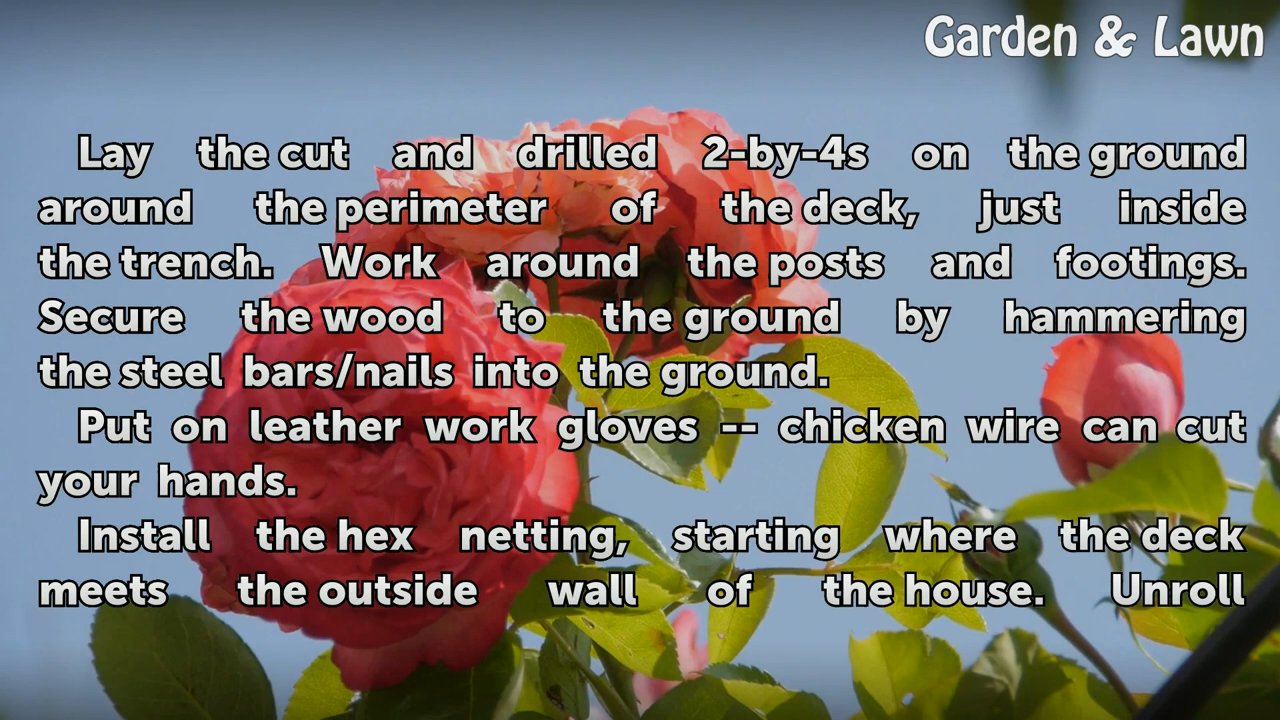 Garden & Lawn
Lay the cut and drilled 2-by-4s on the ground
around the perimeter of the deck, just inside
the trench. Work around the posts and footings.
Secure the wood to the ground by hammering
the steel bars/nails into the ground.
Put on leather work gloves -- chicken wire can cut
your hands.
Install the hex netting, starting where the deck
meets the outside wall of the house. Unroll